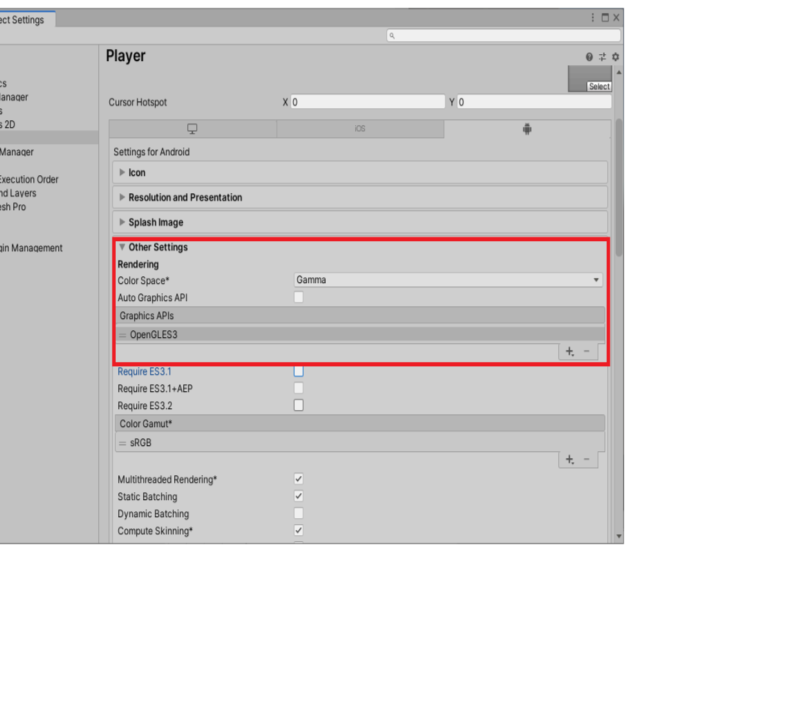 ect Settings
Player
Select
cs
Manager
s
s 2D
Manager
Execution Order
nd Layers
esh Pro
gin Management
Cursor Hotspot X 0 Y 0
iOS
Settings for Android
Icon
Resolution and Presentation
Splash Image
Other Settings
Rendering
Color Space* Gamma
Auto Graphics API
Graphics APIs
= OpenGLES3
+ −
Require ES3.1
Require ES3.1+AEP
Require ES3.2
Color Gamut*
= sRGB
+ −
Multithreaded Rendering*
Static Batching
Dynamic Batching
Compute Skinning*